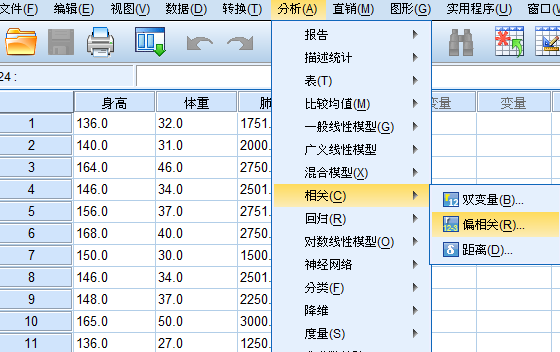 文件(F) 编辑(E) 视图(V) 数据(D) 转换(T) 分析(A) 直销(M) 图形(G) 实用程序(U) 窗口(W
24 :
身高 体重 肺 变量 变量
1 136.0 32.0 1751.
2 140.0 31.0 2000.
3 164.0 46.0 2750.
4 146.0 34.0 2501.
5 156.0 37.0 2751.
6 168.0 40.0 2750.
7 150.0 30.0 1500.
8 146.0 34.0 2501.
9 148.0 37.0 2250.
10 165.0 50.0 3000.
11 136.0 27.0 1250.
报告
描述统计
表(T)
比较均值(M)
一般线性模型(G)
广义线性模型
混合模型(X)
相关(C)
回归(R)
对数线性模型(O)
神经网络
分类(F)
降维
度量(S)
双变量(B)...
偏相关(R)...
距离(D)...